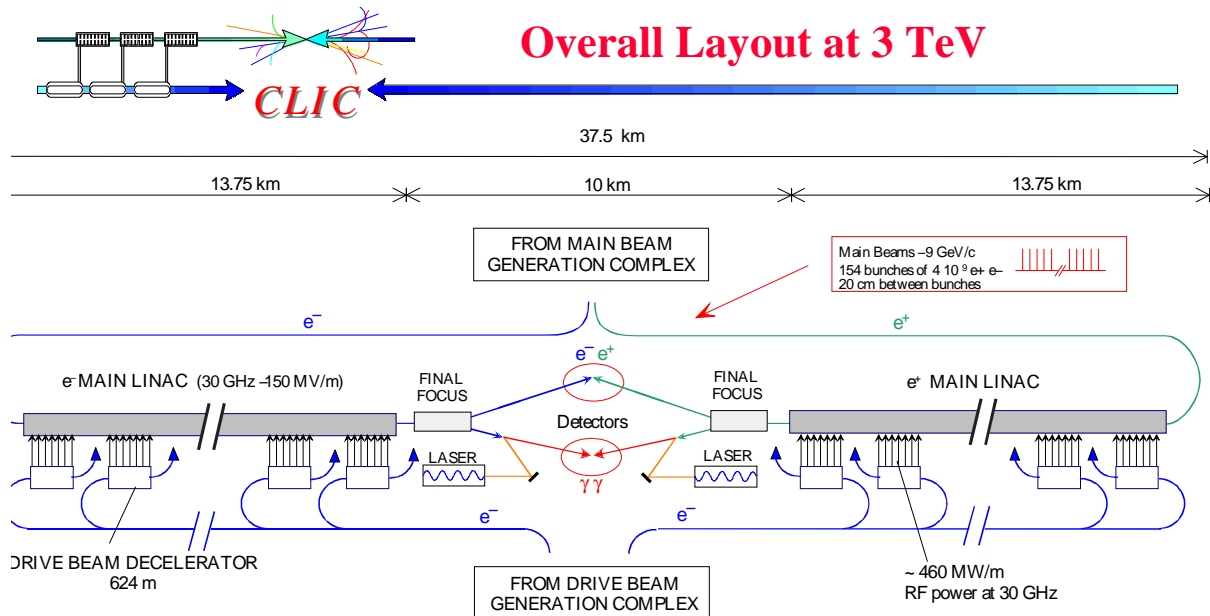 Overall Layout at 3 TeV
CLIC
37.5 km
13.75 km
10 km
13.75 km
FROM MAIN BEAM
GENERATION COMPLEX
Main Beams –9 GeV/c
154 bunches of 4 10⁹ e+ e–
20 cm between bunches
e⁻
e⁺
e⁻ e⁺
e⁻ MAIN LINAC (30 GHz –150 MV/m)
FINAL
FOCUS
FINAL
FOCUS
e⁺ MAIN LINAC
Detectors
LASER
LASER
γ γ
e⁻
e⁻
DRIVE BEAM DECELERATOR
624 m
FROM DRIVE BEAM
GENERATION COMPLEX
~ 460 MW/m
RF power at 30 GHz